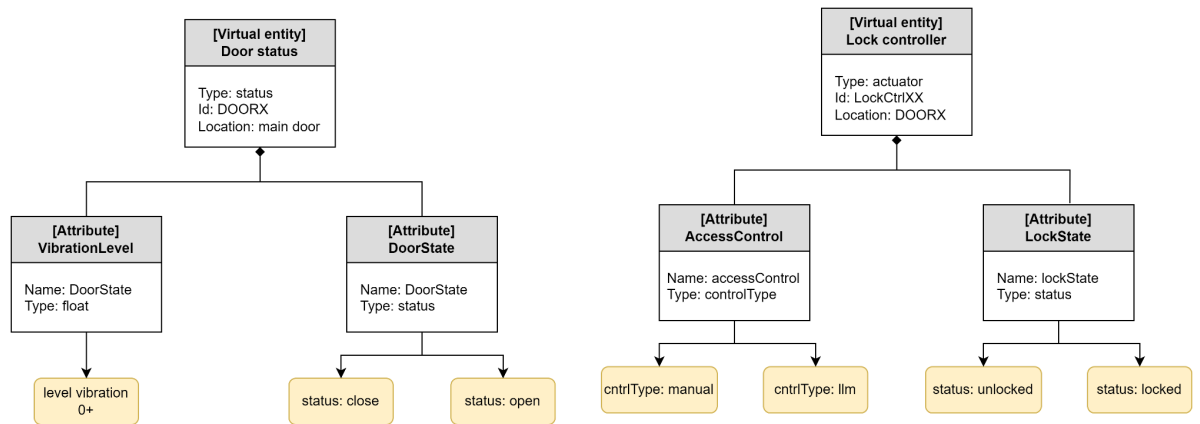 [Virtual entity]
Door status
Type: status
Id: DOORX
Location: main door
[Attribute]
VibrationLevel
Name: DoorState
Type: float
level vibration
0+
[Attribute]
DoorState
Name: DoorState
Type: status
status: close
status: open
[Virtual entity]
Lock controller
Type: actuator
Id: LockCtrlXX
Location: DOORX
[Attribute]
AccessControl
Name: accessControl
Type: controlType
cntrlType: manual
cntrlType: llm
[Attribute]
LockState
Name: lockState
Type: status
status: unlocked
status: locked